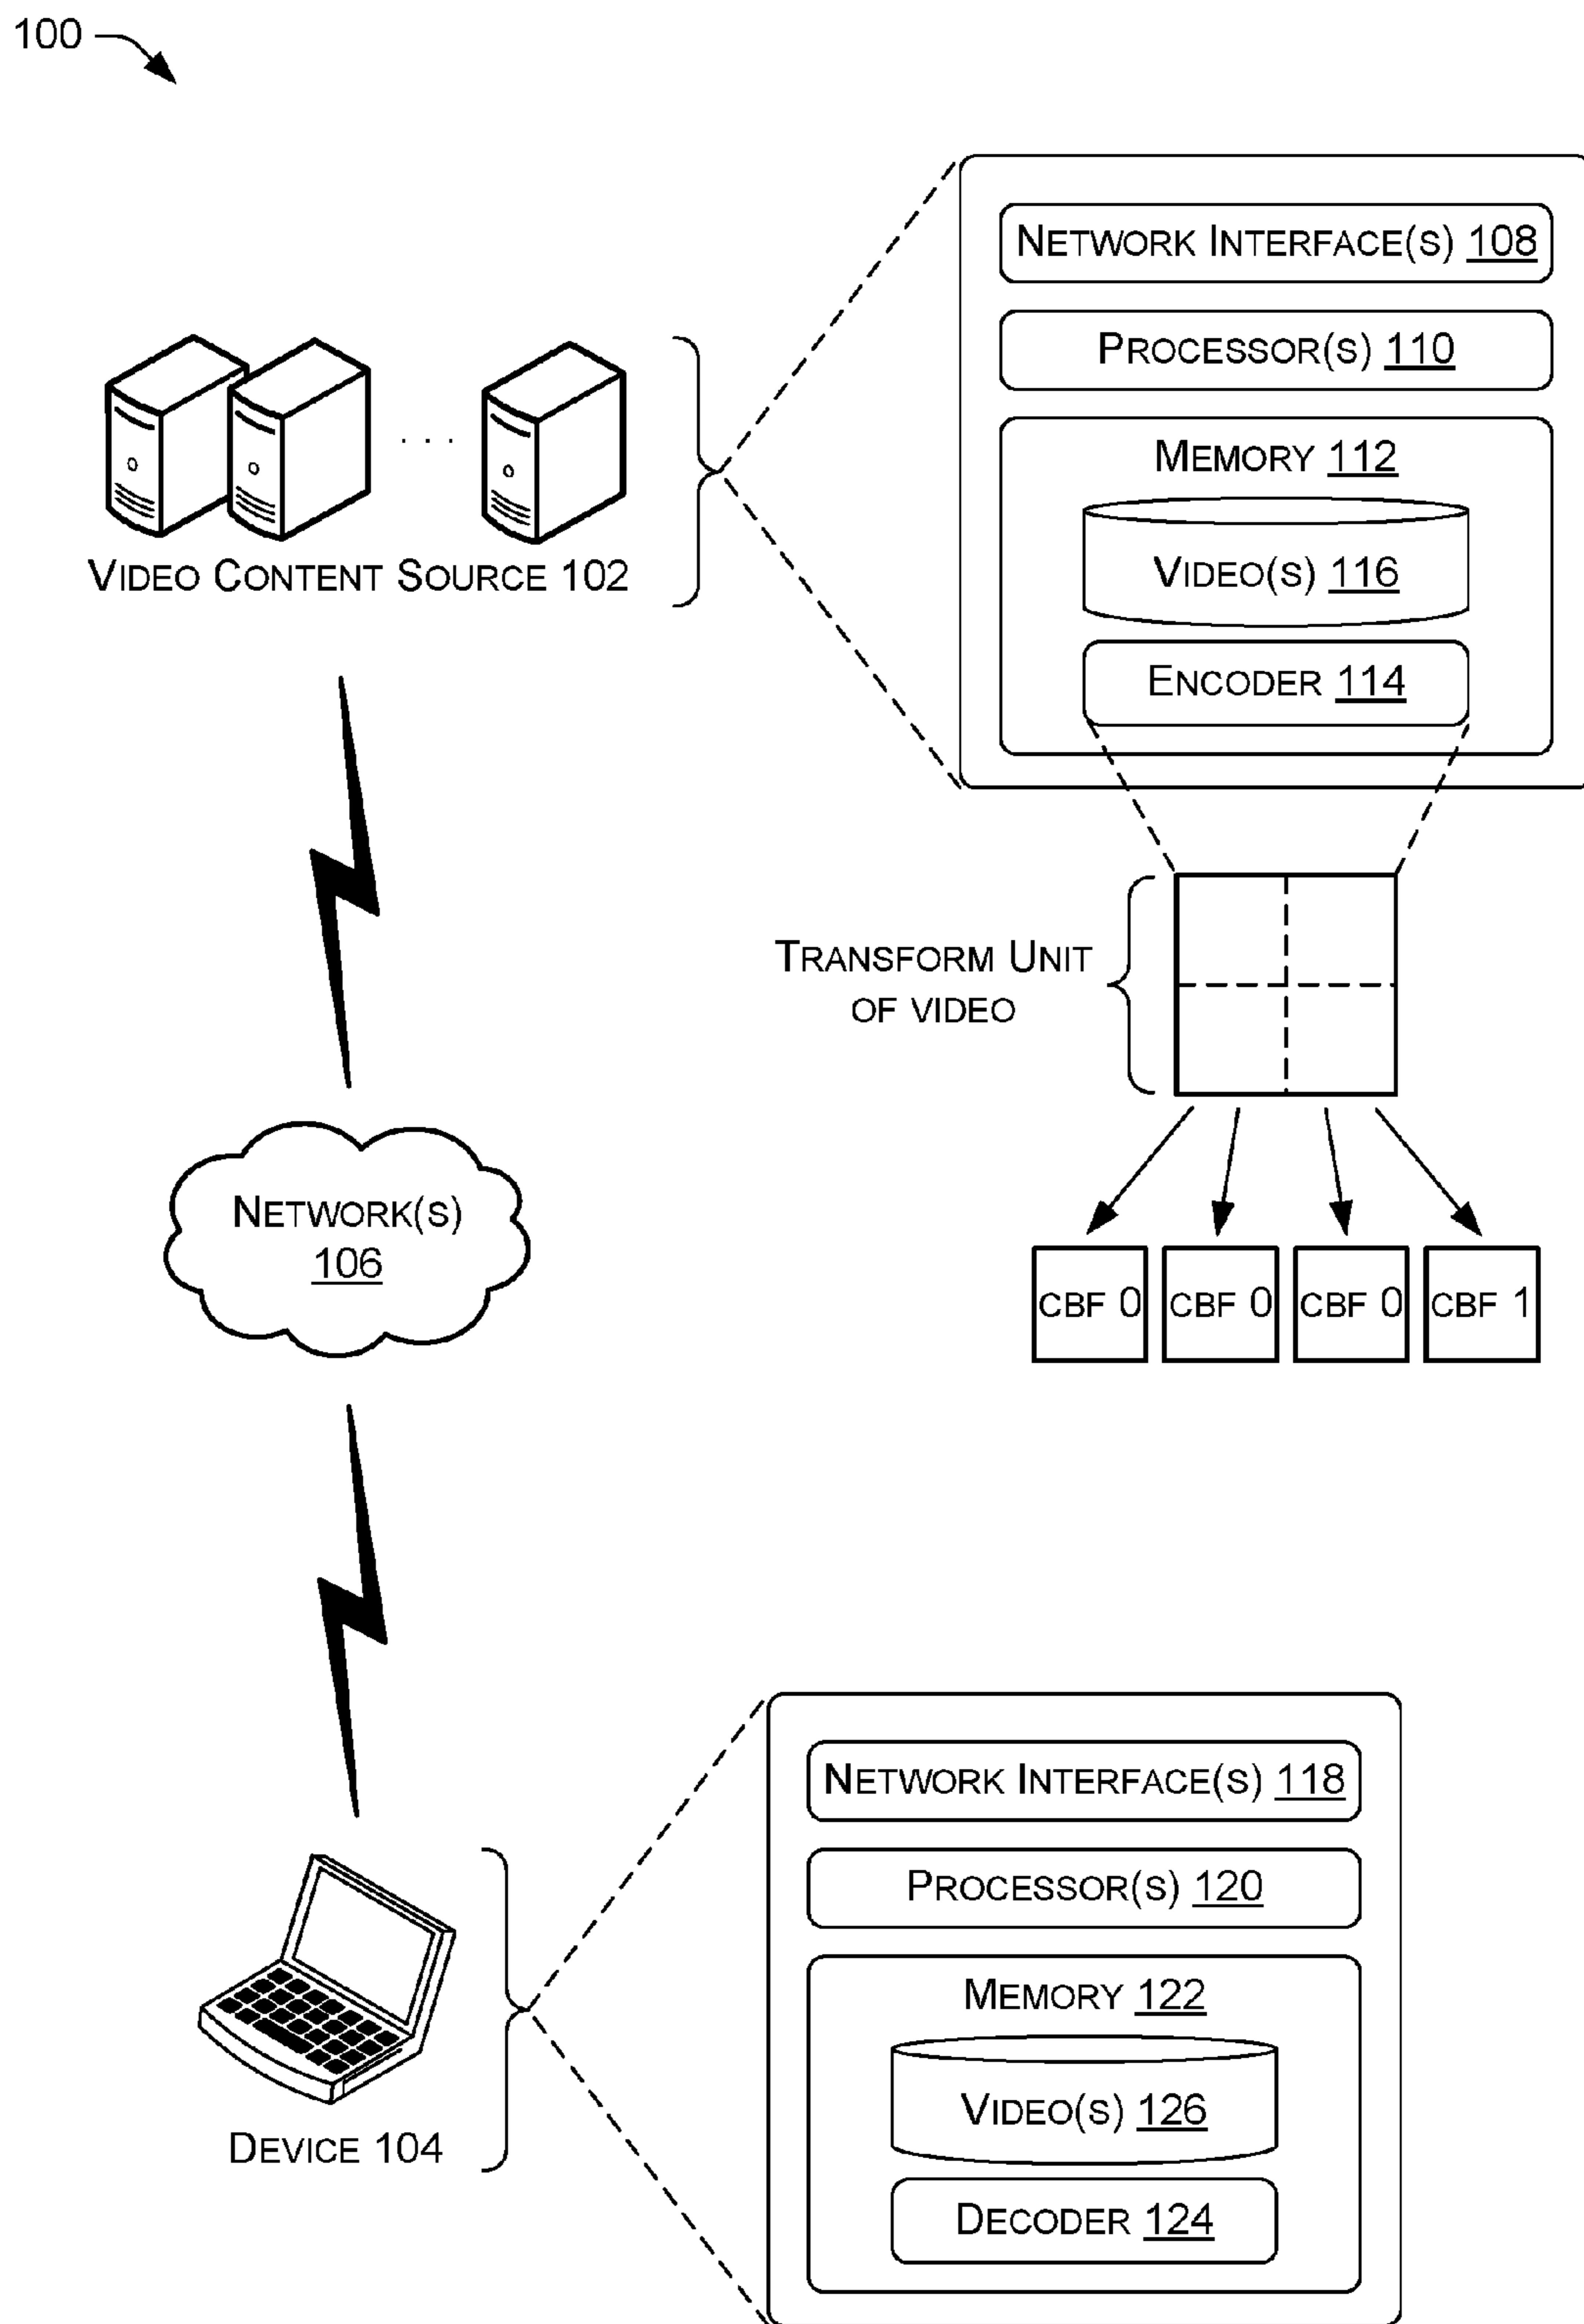 100
NETWORK INTERFACE(S) 108
PROCESSOR(S) 110
MEMORY 112
VIDEO(S) 116
ENCODER 114
VIDEO CONTENT SOURCE 102
TRANSFORM UNIT
OF VIDEO
NETWORK(S)
106
CBF 0
CBF 0
CBF 0
CBF 1
NETWORK INTERFACE(S) 118
PROCESSOR(S) 120
MEMORY 122
VIDEO(S) 126
DECODER 124
DEVICE 104